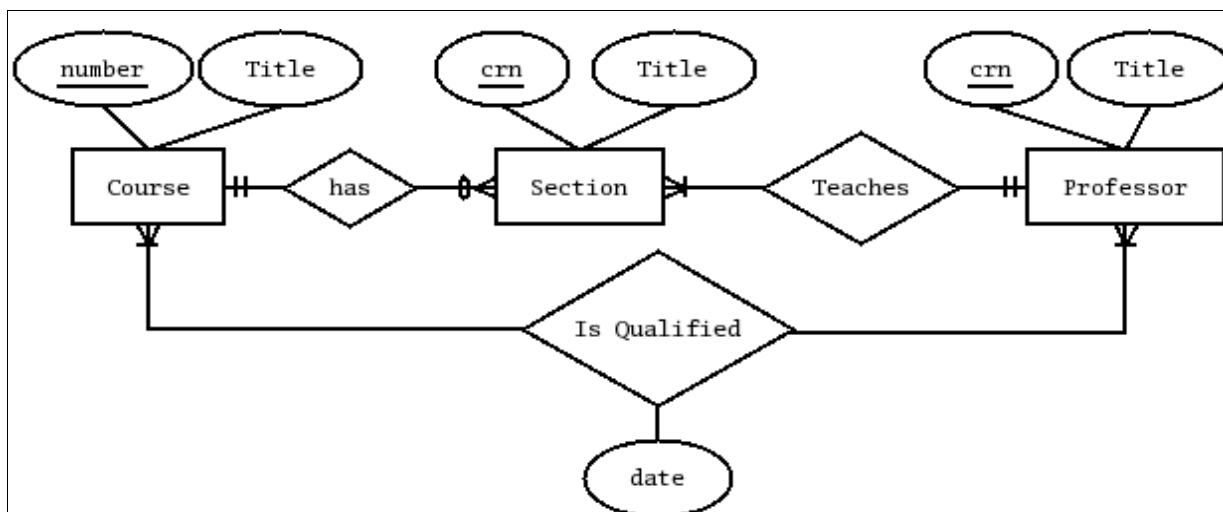 number Title crn Title crn Title
Course has Section Teaches Professor
Is Qualified
date